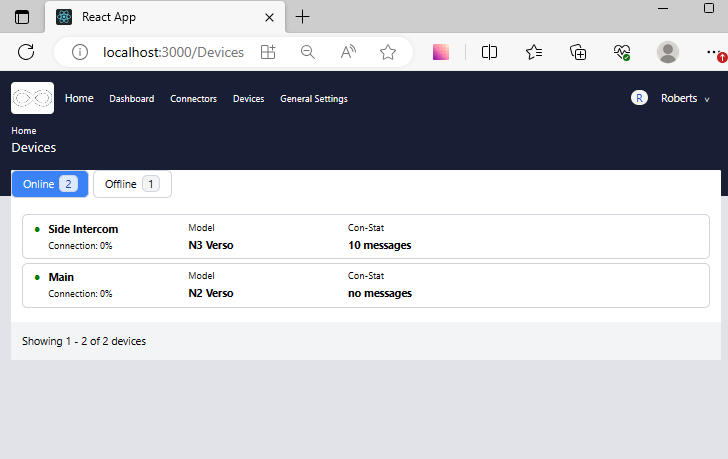 React App
localhost:3000/Devices
Home Dashboard Connectors Devices General Settings R Roberts
Home
Devices
Online 2 Offline 1
Side Intercom Model Con-Stat
Connection: 0% N3 Verso 10 messages
Main Model Con-Stat
Connection: 0% N2 Verso no messages
Showing 1 - 2 of 2 devices